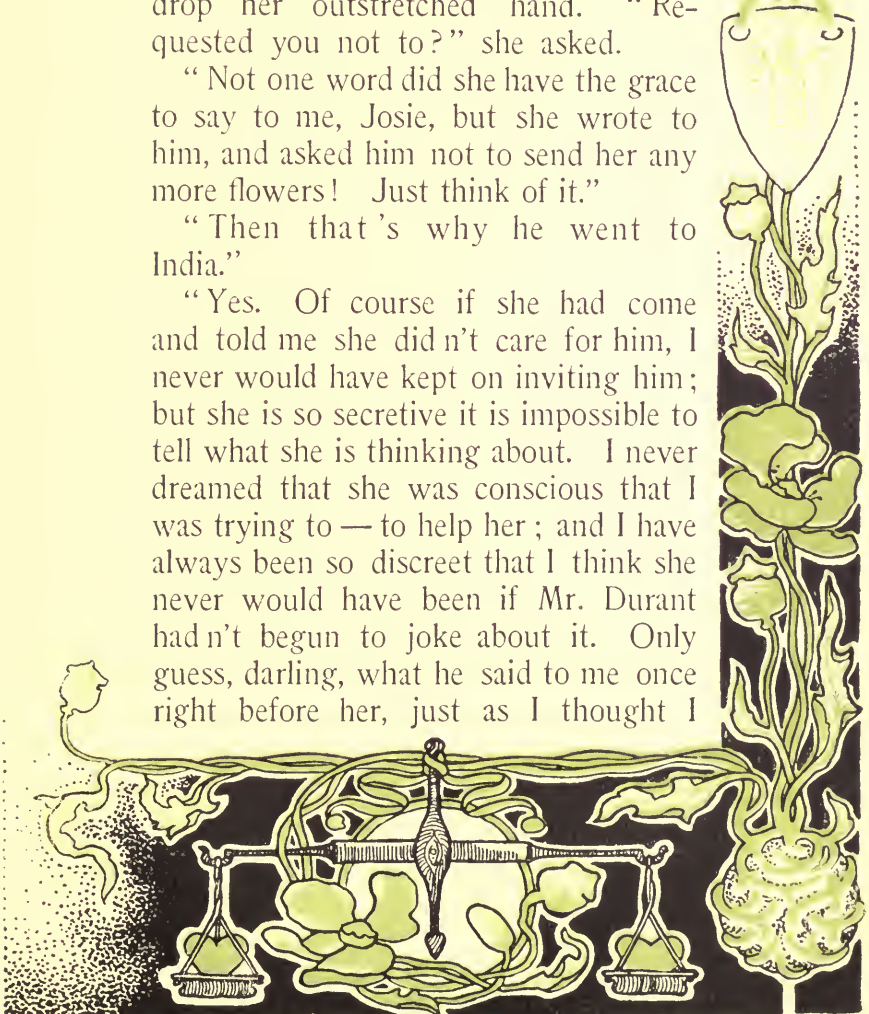 drop her outstretched hand. “Re-
quested you not to?” she asked.
“Not one word did she have the grace
to say to me, Josie, but she wrote to
him, and asked him not to send her any
more flowers! Just think of it.”
“Then that’s why he went to
India.”
“Yes. Of course if she had come
and told me she did n’t care for him, I
never would have kept on inviting him;
but she is so secretive it is impossible to
tell what she is thinking about. I never
dreamed that she was conscious that I
was trying to — to help her; and I have
always been so discreet that I think she
never would have been if Mr. Durant
had n’t begun to joke about it. Only
guess, darling, what he said to me once
right before her, just as I thought I